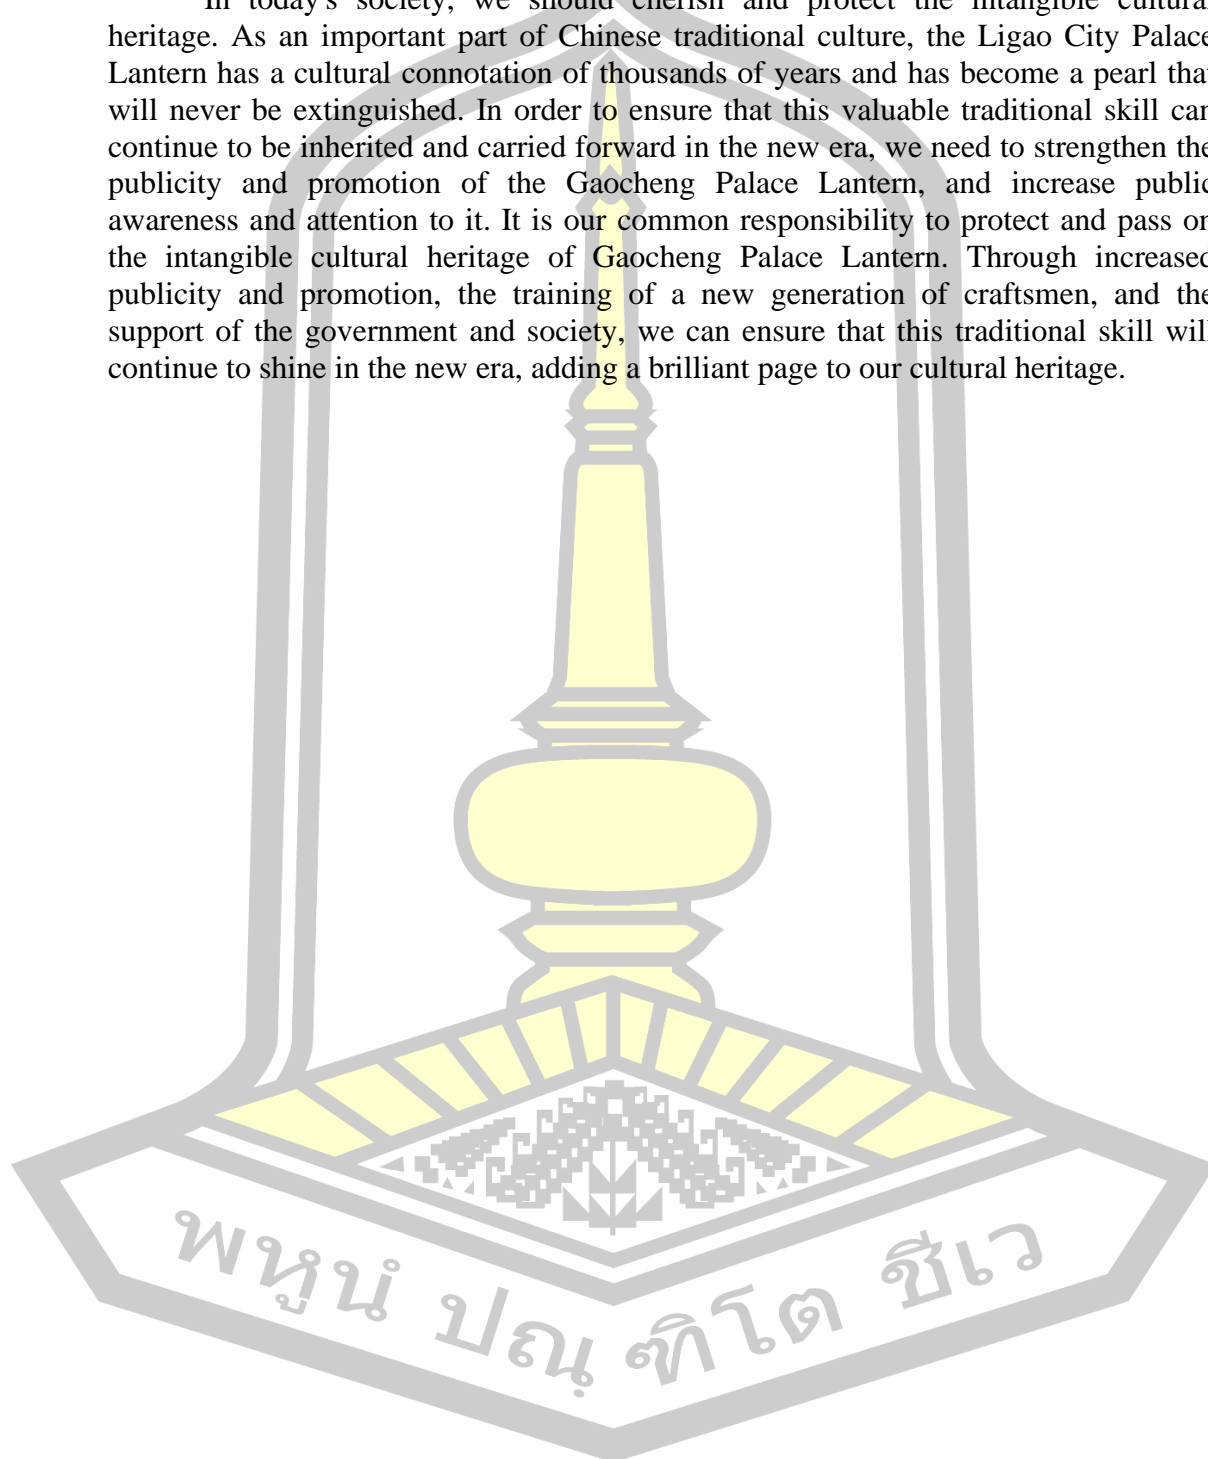 In today's society, we should cherish and protect the intangible cultural
heritage. As an important part of Chinese traditional culture, the Ligao City Palace
Lantern has a cultural connotation of thousands of years and has become a pearl that
will never be extinguished. In order to ensure that this valuable traditional skill can
continue to be inherited and carried forward in the new era, we need to strengthen the
publicity and promotion of the Gaocheng Palace Lantern, and increase public
awareness and attention to it. It is our common responsibility to protect and pass on
the intangible cultural heritage of Gaocheng Palace Lantern. Through increased
publicity and promotion, the training of a new generation of craftsmen, and the
support of the government and society, we can ensure that this traditional skill will
continue to shine in the new era, adding a brilliant page to our cultural heritage.
พหูนํ ปณฺฑิโต ชีเว